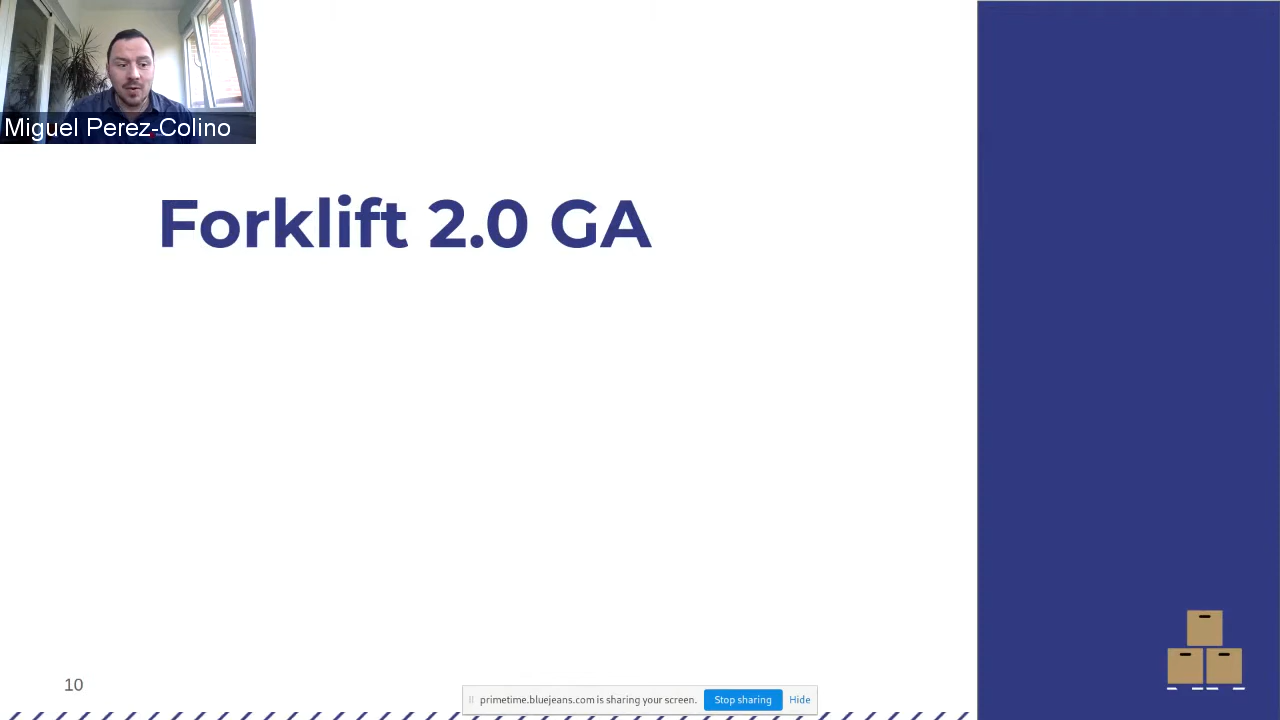 Miguel Perez-Colino
Forklift 2.0 GA
10
primetime.bluejeans.com is sharing your screen.
Stop sharing
Hide